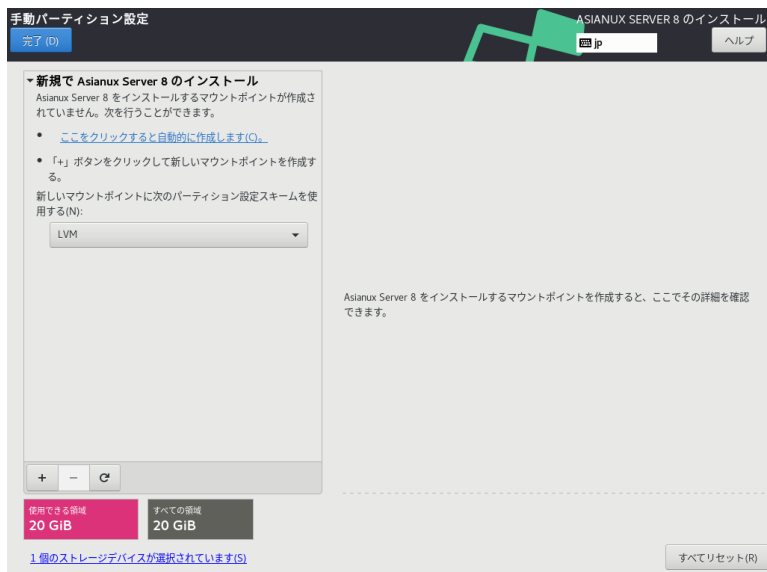 手動パーティション設定
ASIANUX SERVER 8 のインストール
完了 (D)
jp
ヘルプ
新規で Asianux Server 8 のインストール
Asianux Server 8 をインストールするマウントポイントが作成さ
れていません。次を行うことができます。
• ここをクリックすると自動的に作成します(C)。
• 「+」ボタンをクリックして新しいマウントポイントを作成す
る。
新しいマウントポイントに次のパーティション設定スキームを使
用する(N):
LVM
Asianux Server 8 をインストールするマウントポイントを作成すると、ここでその詳細を確認
できます。
使用できる領域
20 GiB
すべての領域
20 GiB
1 個のストレージデバイスが選択されています(S)
すべてリセット(R)